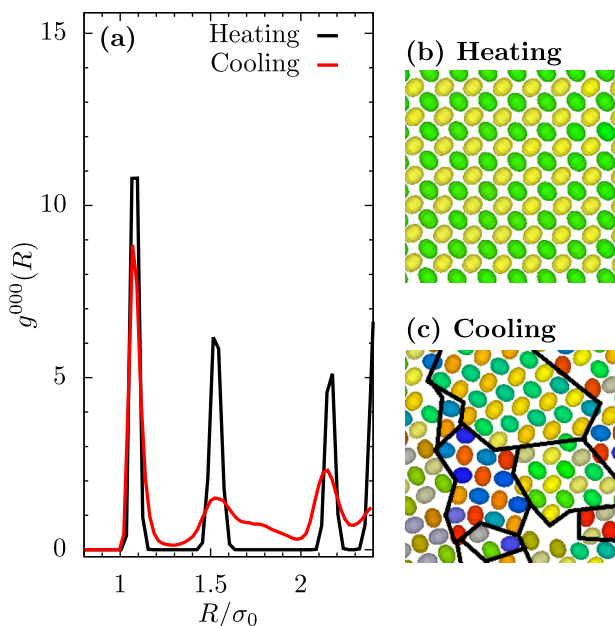 (a)
Heating
Cooling
15
10
5
0
g^{000}(R)
1
1.5
2
R/σ₀
(b) Heating
(c) Cooling